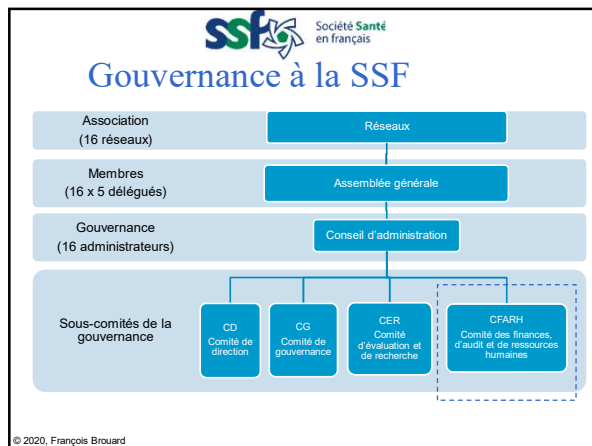 ssf
Société Santé
en français
Gouvernance à la SSF
Association
(16 réseaux)
Réseaux
Membres
(16 x 5 délégués)
Assemblée générale
Gouvernance
(16 administrateurs)
Conseil d'administration
Sous-comités de la
gouvernance
CD
Comité de
direction
CG
Comité de
gouvernance
CER
Comité
d'évaluation et
de recherche
CFARH
Comité des finances,
d'audit et de ressources
humaines
© 2020, François Brouard